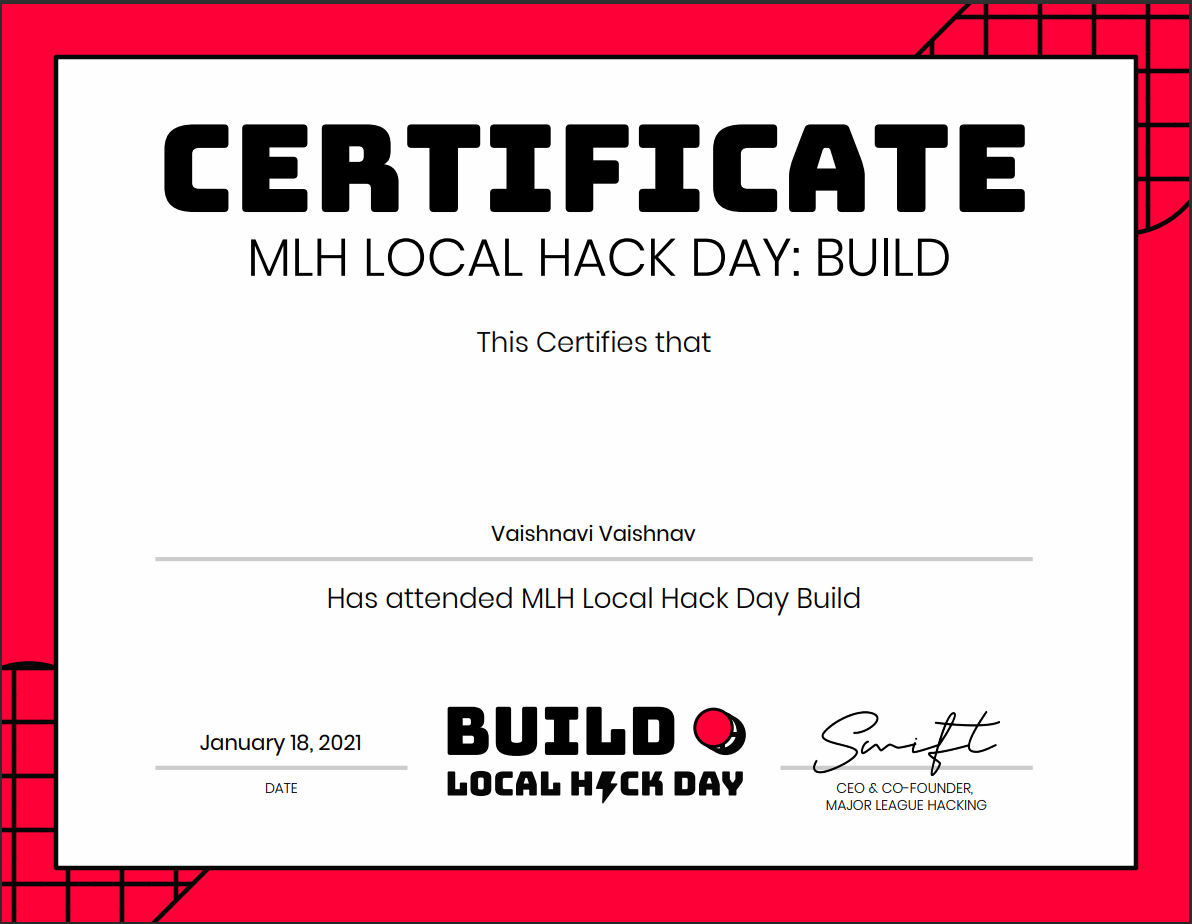 CERTIFICATE
MLH LOCAL HACK DAY: BUILD
This Certifies that
Vaishnavi Vaishnav
Has attended MLH Local Hack Day Build
January 18, 2021
DATE
BUILD
LOCAL HACK DAY
Swift
CEO & CO-FOUNDER,
MAJOR LEAGUE HACKING